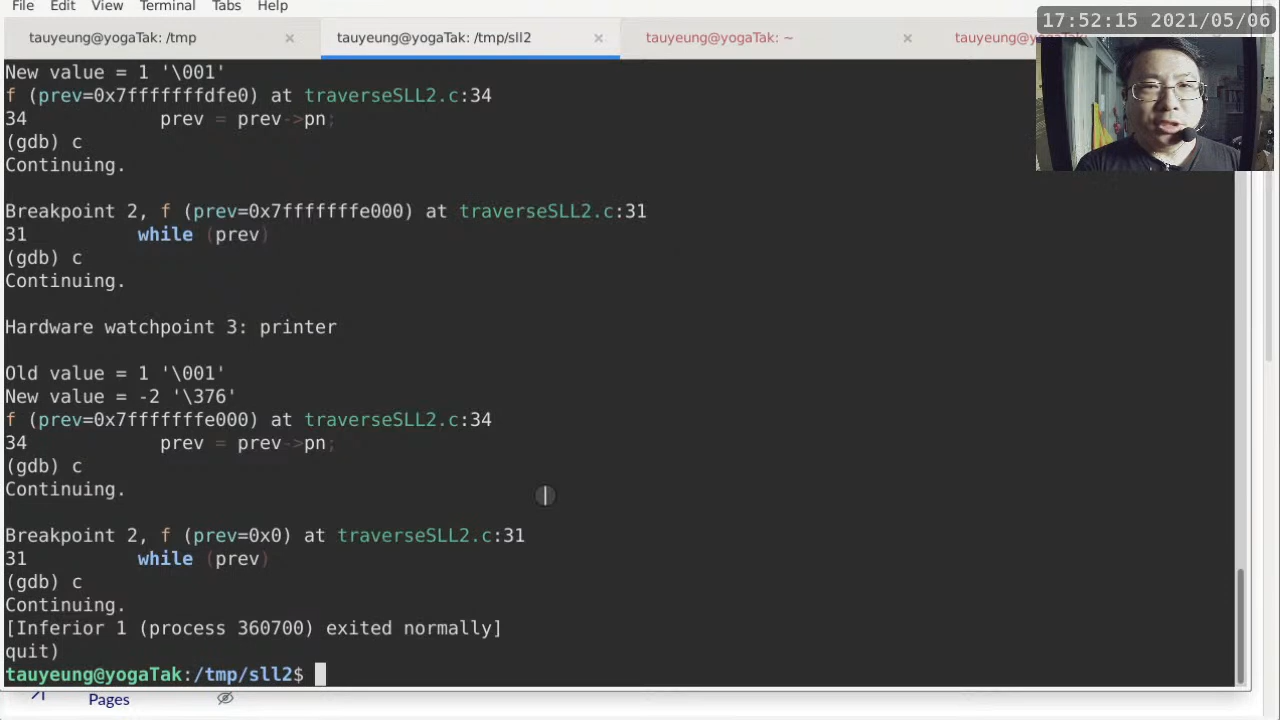 File Edit View Terminal Tabs Help
17:52:15 2021/05/06
tauyeung@yogaTak: /tmp × tauyeung@yogaTak: /tmp/sll2 × tauyeung@yogaTak: ~ × tauyeung@yogaTak:
New value = 1 '\001'
f (prev=0x7fffffffdfe0) at traverseSLL2.c:34
34 prev = prev->pn;
(gdb) c
Continuing.
Breakpoint 2, f (prev=0x7fffffffe000) at traverseSLL2.c:31
31 while (prev)
(gdb) c
Continuing.
Hardware watchpoint 3: printer
Old value = 1 '\001'
New value = -2 '\376'
f (prev=0x7fffffffe000) at traverseSLL2.c:34
34 prev = prev->pn;
(gdb) c
Continuing.
Breakpoint 2, f (prev=0x0) at traverseSLL2.c:31
31 while (prev)
(gdb) c
Continuing.
[Inferior 1 (process 360700) exited normally]
quit)
tauyeung@yogaTak:/tmp/sll2$
Pages